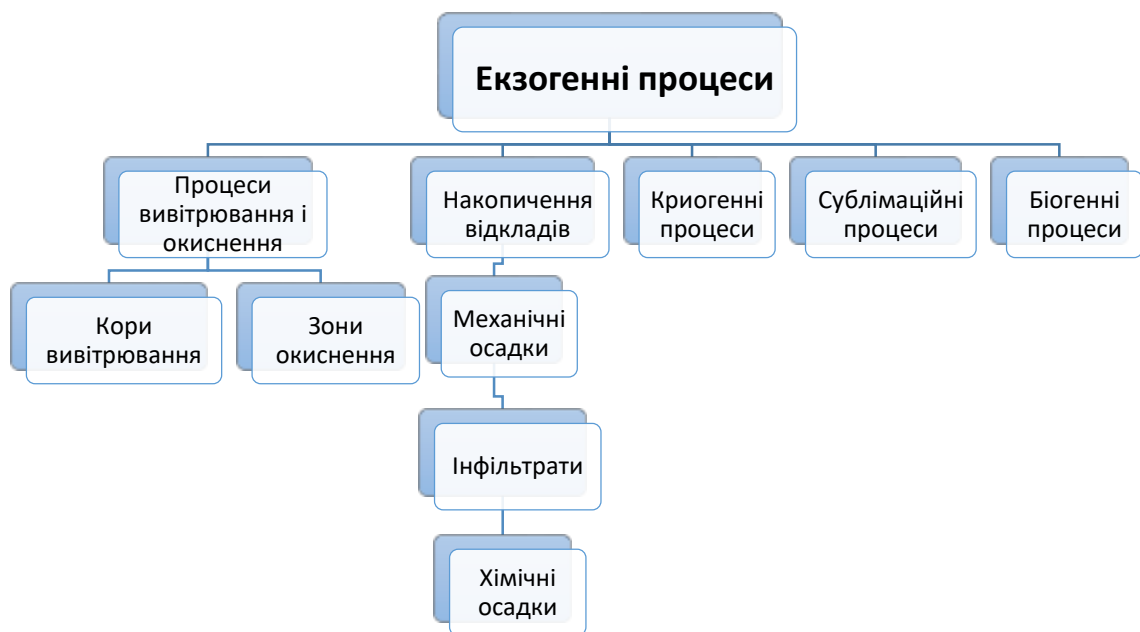 Екзогенні процеси
Процеси
вивітрювання і
окиснення
Накопичення
відкладів
Криогенні
процеси
Сублімаційні
процеси
Біогенні
процеси
Кори
вивітрювання
Зони
окиснення
Механічні
осадки
Інфільтрати
Хімічні
осадки